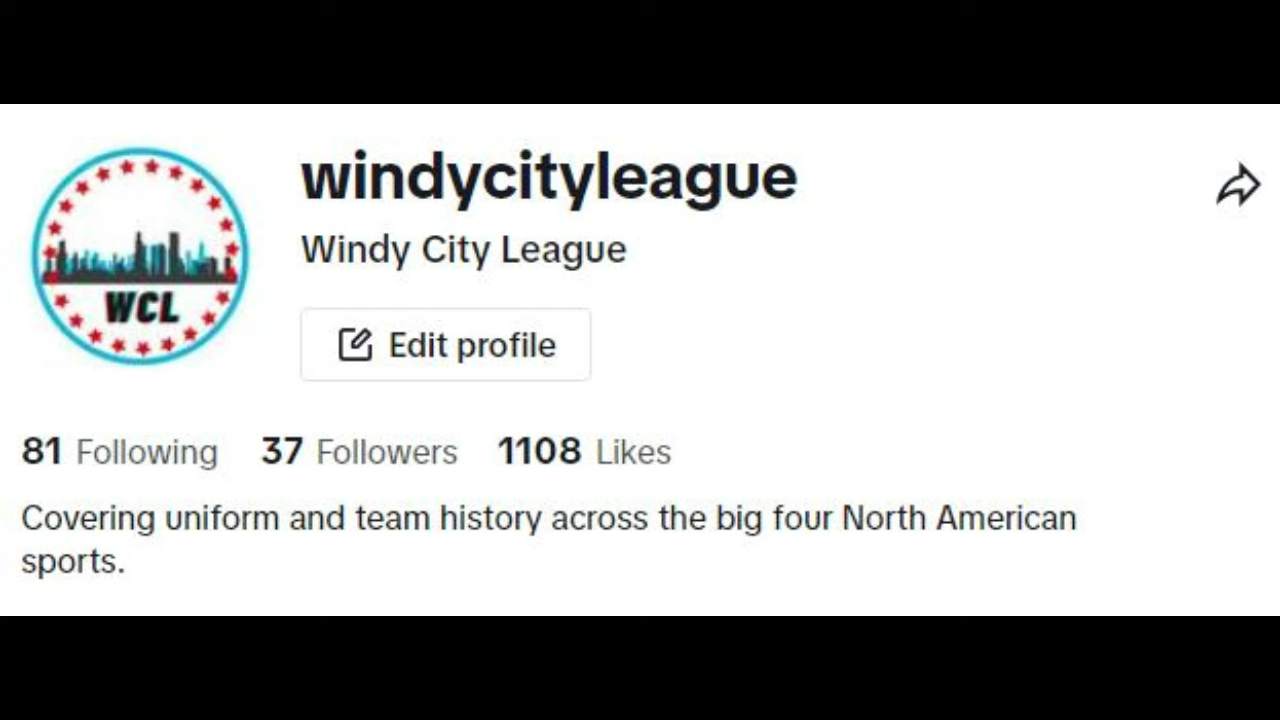 windycityleague
Windy City League
WCL
Edit profile
81 Following 37 Followers 1108 Likes
Covering uniform and team history across the big four North American
sports.